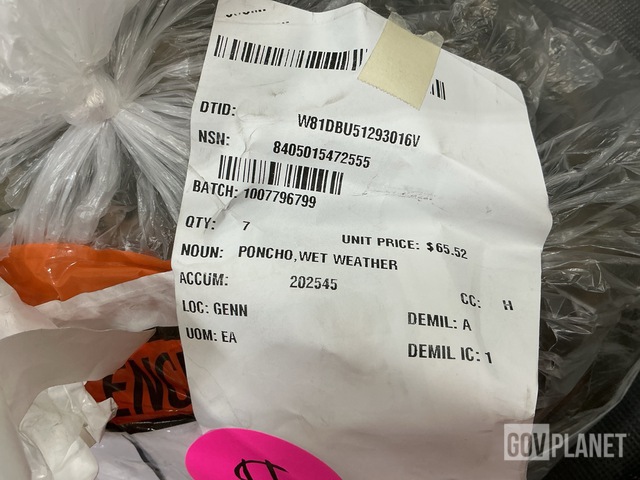 DTID: W81DBU51293016V
NSN: 8405015472555
BATCH: 1007796799
QTY: 7 UNIT PRICE: $65.52
NOUN: PONCHO, WET WEATHER
ACCUM: 202545
CC: H
LOC: GENN
DEMIL: A
UOM: EA
DEMIL IC: 1
GOVPLANET